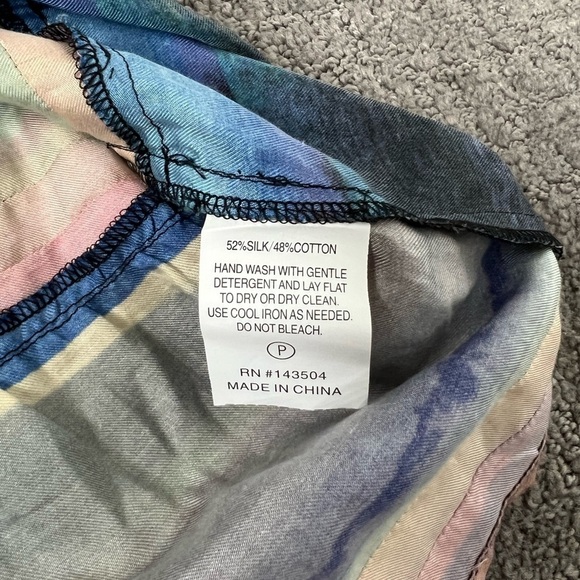 52%SILK/48%COTTON
HAND WASH WITH GENTLE
DETERGENT AND LAY FLAT
TO DRY OR DRY CLEAN.
USE COOL IRON AS NEEDED.
DO NOT BLEACH.
P
RN #143504
MADE IN CHINA